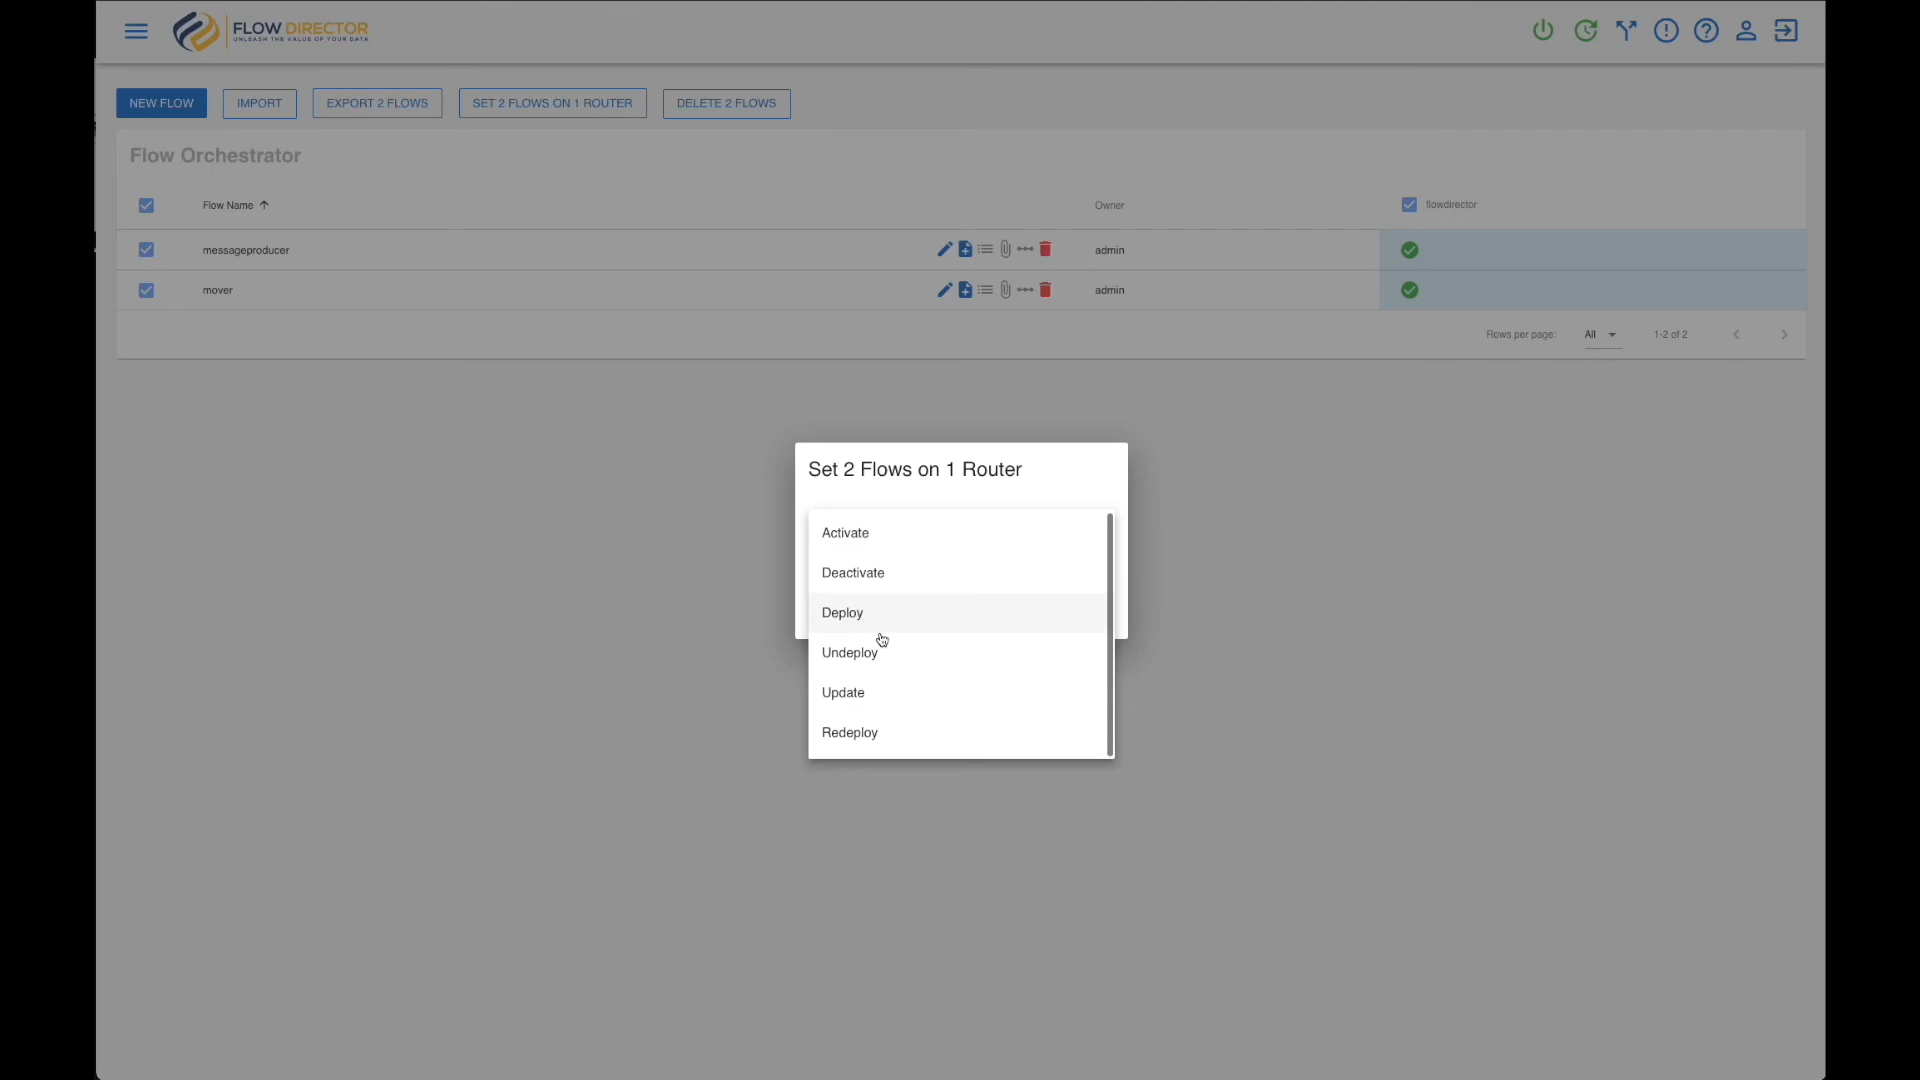 FLOW DIRECTOR
UNLEASH THE VALUE OF YOUR DATA
NEW FLOW
IMPORT
EXPORT 2 FLOWS
SET 2 FLOWS ON 1 ROUTER
DELETE 2 FLOWS
Flow Orchestrator
Flow Name
Owner
flowdirector
messageproducer
admin
mover
admin
Rows per page:
All
1-2 of 2
Set 2 Flows on 1 Router
Activate
Deactivate
Deploy
Undeploy
Update
Redeploy